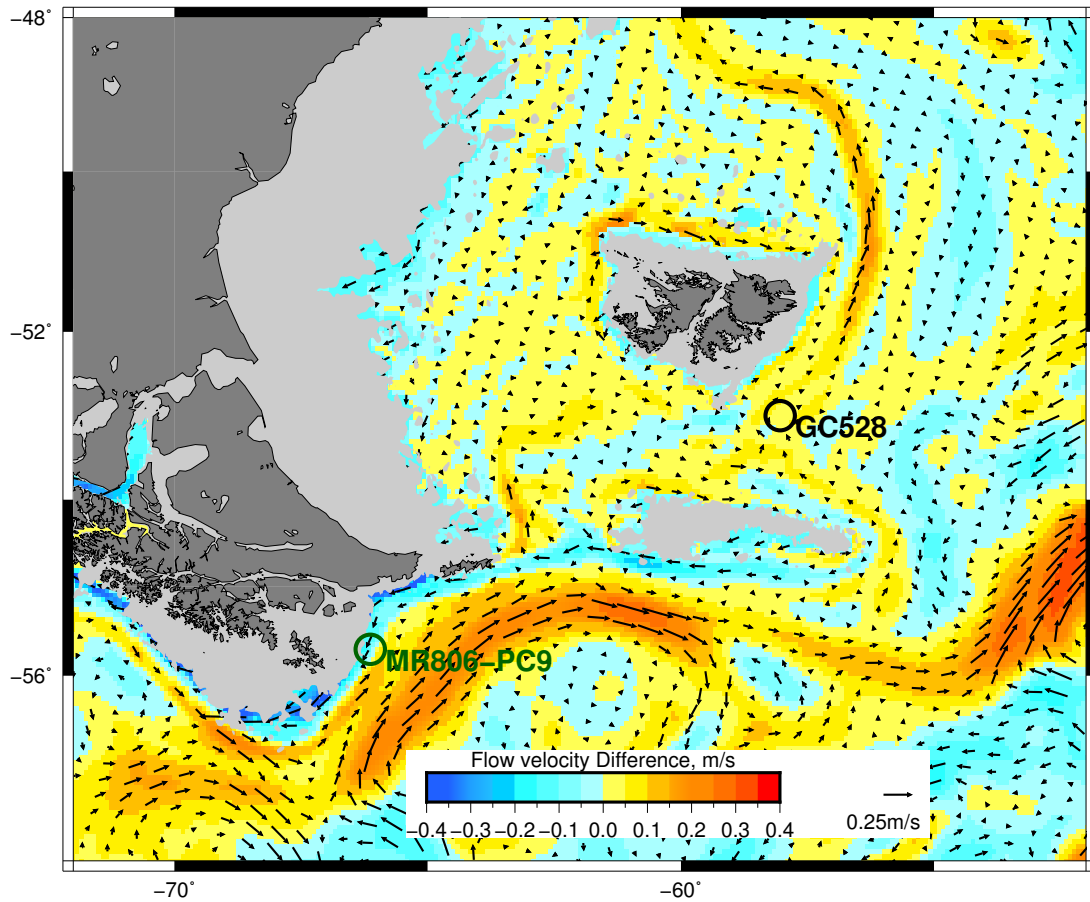 −48˚
−52˚
GC528
MR806−PC9
−56˚
Flow velocity Difference, m/s
−0.4 −0.3 −0.2 −0.1 0.0 0.1 0.2 0.3 0.4
0.25m/s
−70˚ −60˚